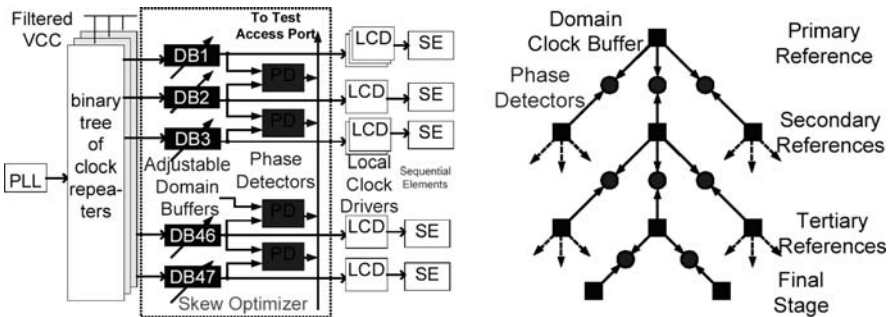 Filtered
VCC
binary
tree
of
clock
repea-
ters
PLL
To Test
Access Port
DB1
DB2
DB3
PD
PD
Adjustable
Domain
Buffers
Phase
Detectors
PD
PD
DB46
DB47
Skew Optimizer
LCD
LCD
LCD
Local
Clock
Drivers
LCD
LCD
SE
SE
SE
Sequential
Elements
SE
SE
Domain
Clock Buffer
Phase
Detectors
Primary
Reference
Secondary
References
Tertiary
References
Final
Stage